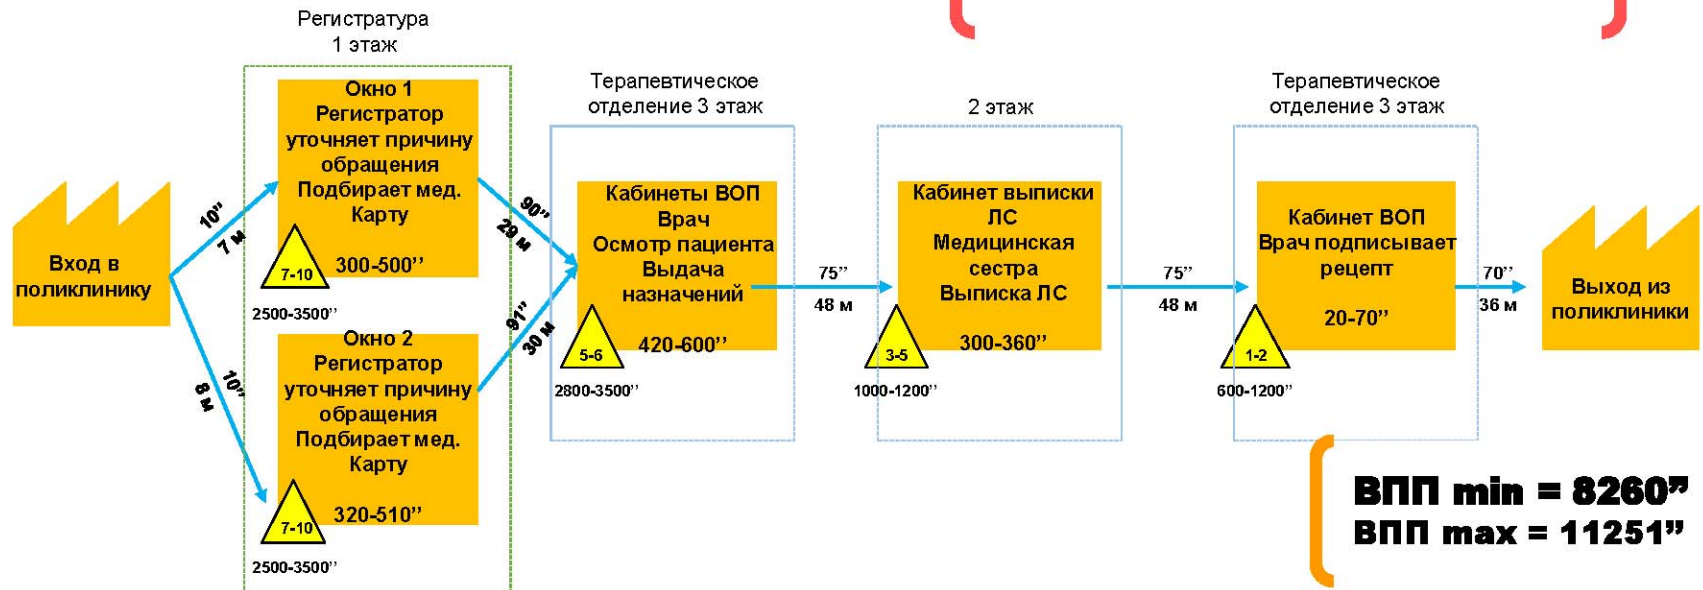 Регистратура
1 этаж
Терапевтическое
отделение 3 этаж
2 этаж
Терапевтическое
отделение 3 этаж
Вход в
поликлинику
10’’
7 м
10’’
8 м
Окно 1
Регистратор
уточняет причину
обращения
Подбирает мед.
Карту
300-500’’
7-10
2500-3500’’
Окно 2
Регистратор
уточняет причину
обращения
Подбирает мед.
Карту
320-510’’
7-10
2500-3500’’
90’’
29 м
91’’
30 м
Кабинеты ВОП
Врач
Осмотр пациента
Выдача
назначений
420-600’’
5-6
2800-3500’’
75’’
48 м
Кабинет выписки
ЛС
Медицинская
сестра
Выписка ЛС
300-360’’
3-5
1000-1200’’
75’’
48 м
Кабинет ВОП
Врач подписывает
рецепт
20-70’’
1-2
600-1200’’
70’’
36 м
Выход из
поликлиники
ВПП min = 8260”
ВПП max = 11251”